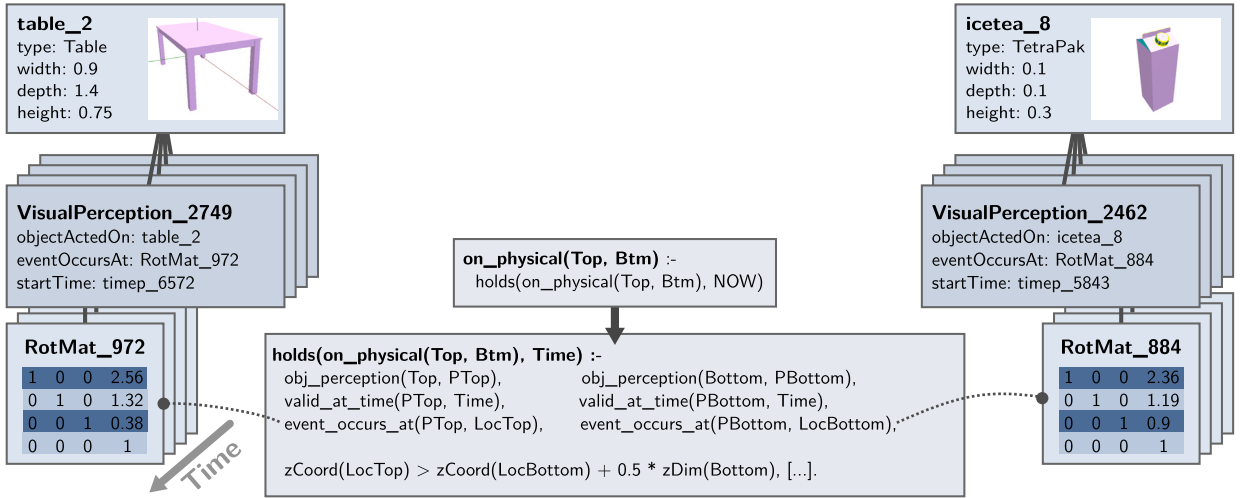 table_2
type: Table
width: 0.9
depth: 1.4
height: 0.75
icetea_8
type: TetraPak
width: 0.1
depth: 0.1
height: 0.3
VisualPerception_2749
objectActedOn: table_2
eventOccursAt: RotMat_972
startTime: timep_6572
VisualPerception_2462
objectActedOn: icetea_8
eventOccursAt: RotMat_884
startTime: timep_5843
on_physical(Top, Btm) :-
holds(on_physical(Top, Btm), NOW)
RotMat_972
1 0 0 2.56
0 1 0 1.32
0 0 1 0.38
0 0 0 1
Time
holds(on_physical(Top, Btm), Time) :-
obj_perception(Top, PTop), obj_perception(Bottom, PBottom),
valid_at_time(PTop, Time), valid_at_time(PBottom, Time),
event_occurs_at(PTop, LocTop), event_occurs_at(PBottom, LocBottom),
zCoord(LocTop) > zCoord(LocBottom) + 0.5 * zDim(Bottom), [...].
RotMat_884
1 0 0 2.36
0 1 0 1.19
0 0 1 0.9
0 0 0 1